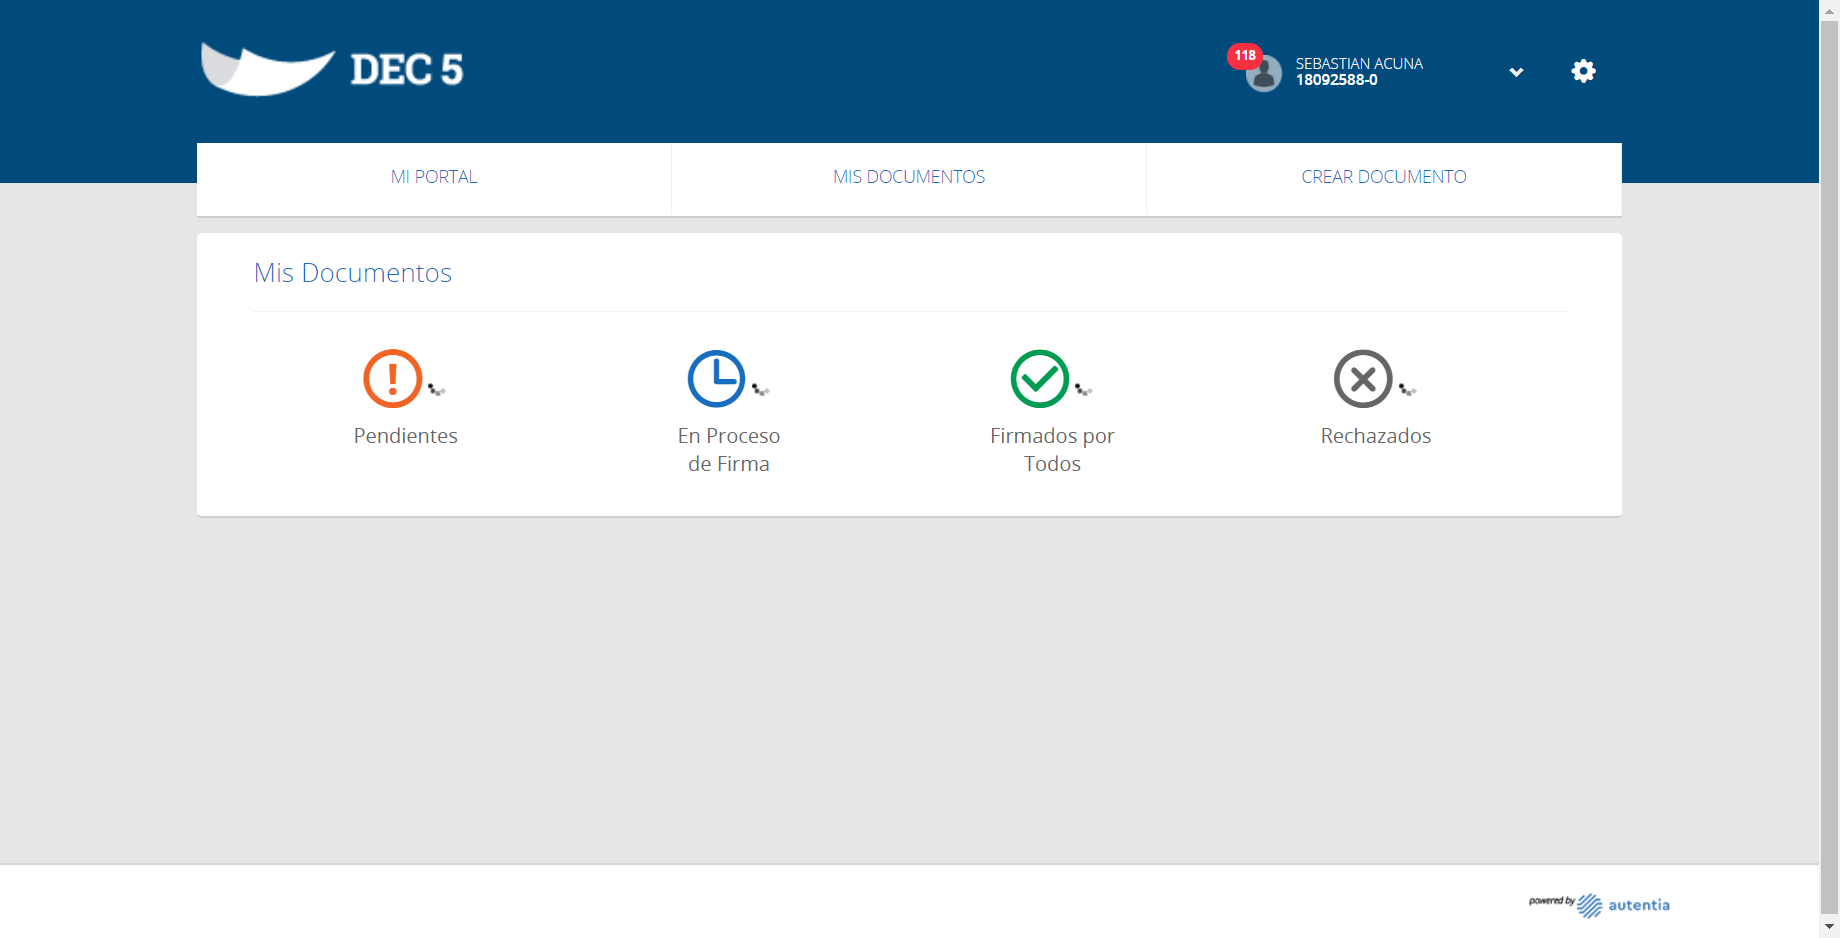 DEC 5
118
SEBASTIAN ACUNA
18092588-0
MI PORTAL
MIS DOCUMENTOS
CREAR DOCUMENTO
Mis Documentos
Pendientes
En Proceso
de Firma
Firmados por
Todos
Rechazados
powered by autentia